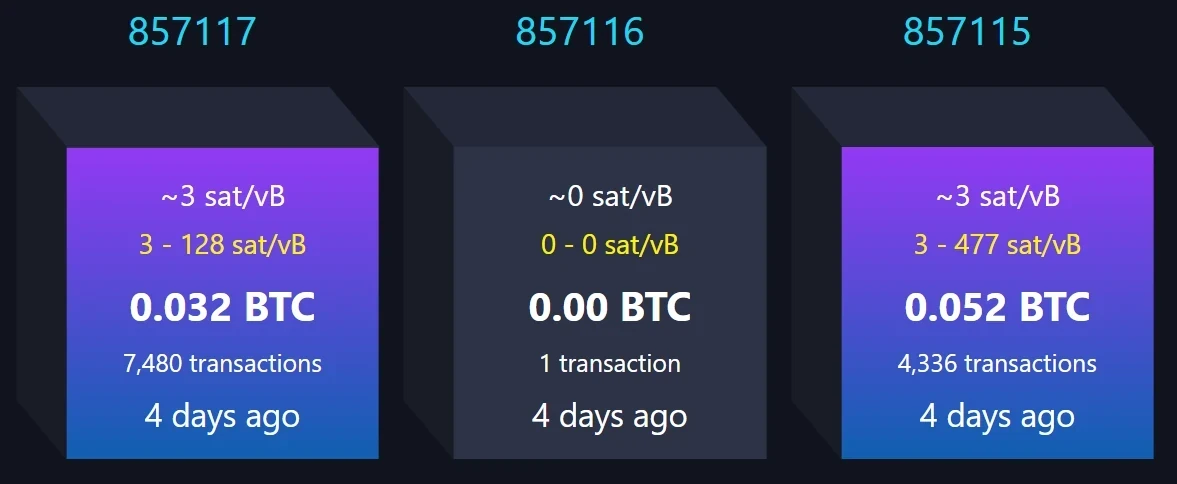 857117
~3 sat/vB
3 - 128 sat/vB
0.032 BTC
7,480 transactions
4 days ago
857116
~0 sat/vB
0 - 0 sat/vB
0.00 BTC
1 transaction
4 days ago
857115
~3 sat/vB
3 - 477 sat/vB
0.052 BTC
4,336 transactions
4 days ago